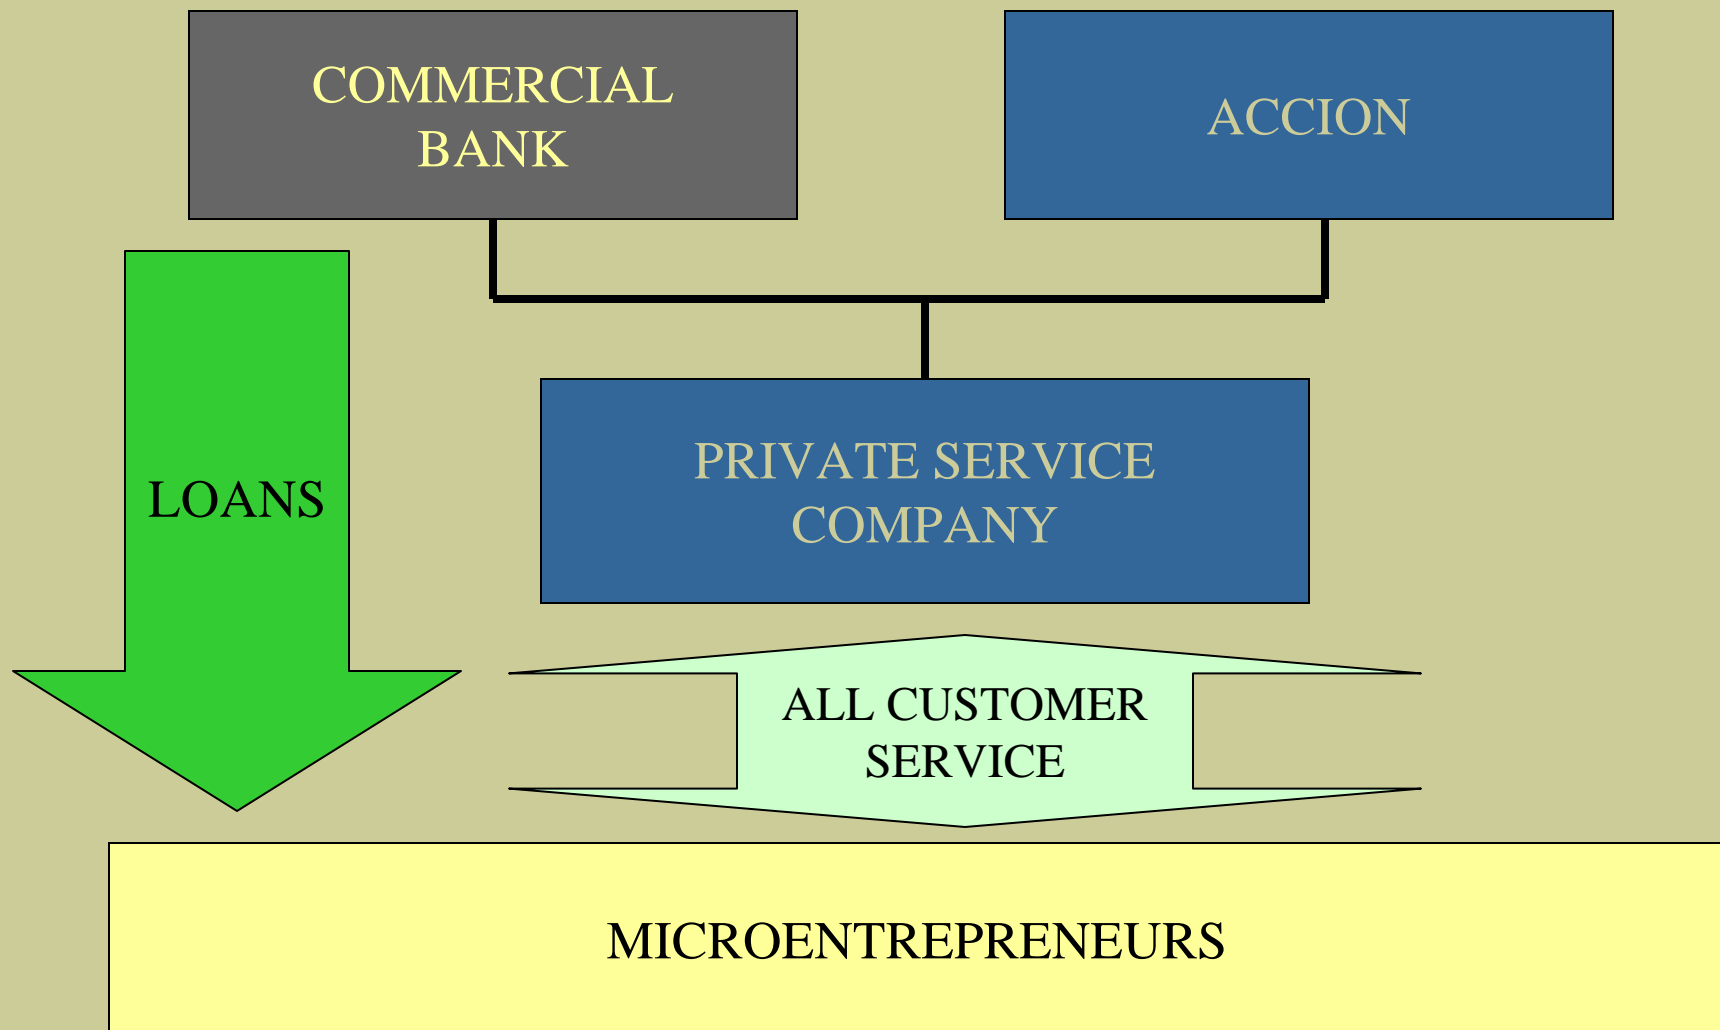 COMMERCIAL
BANK
ACCION
PRIVATE SERVICE
COMPANY
LOANS
ALL CUSTOMER
SERVICE
MICROENTREPRENEURS